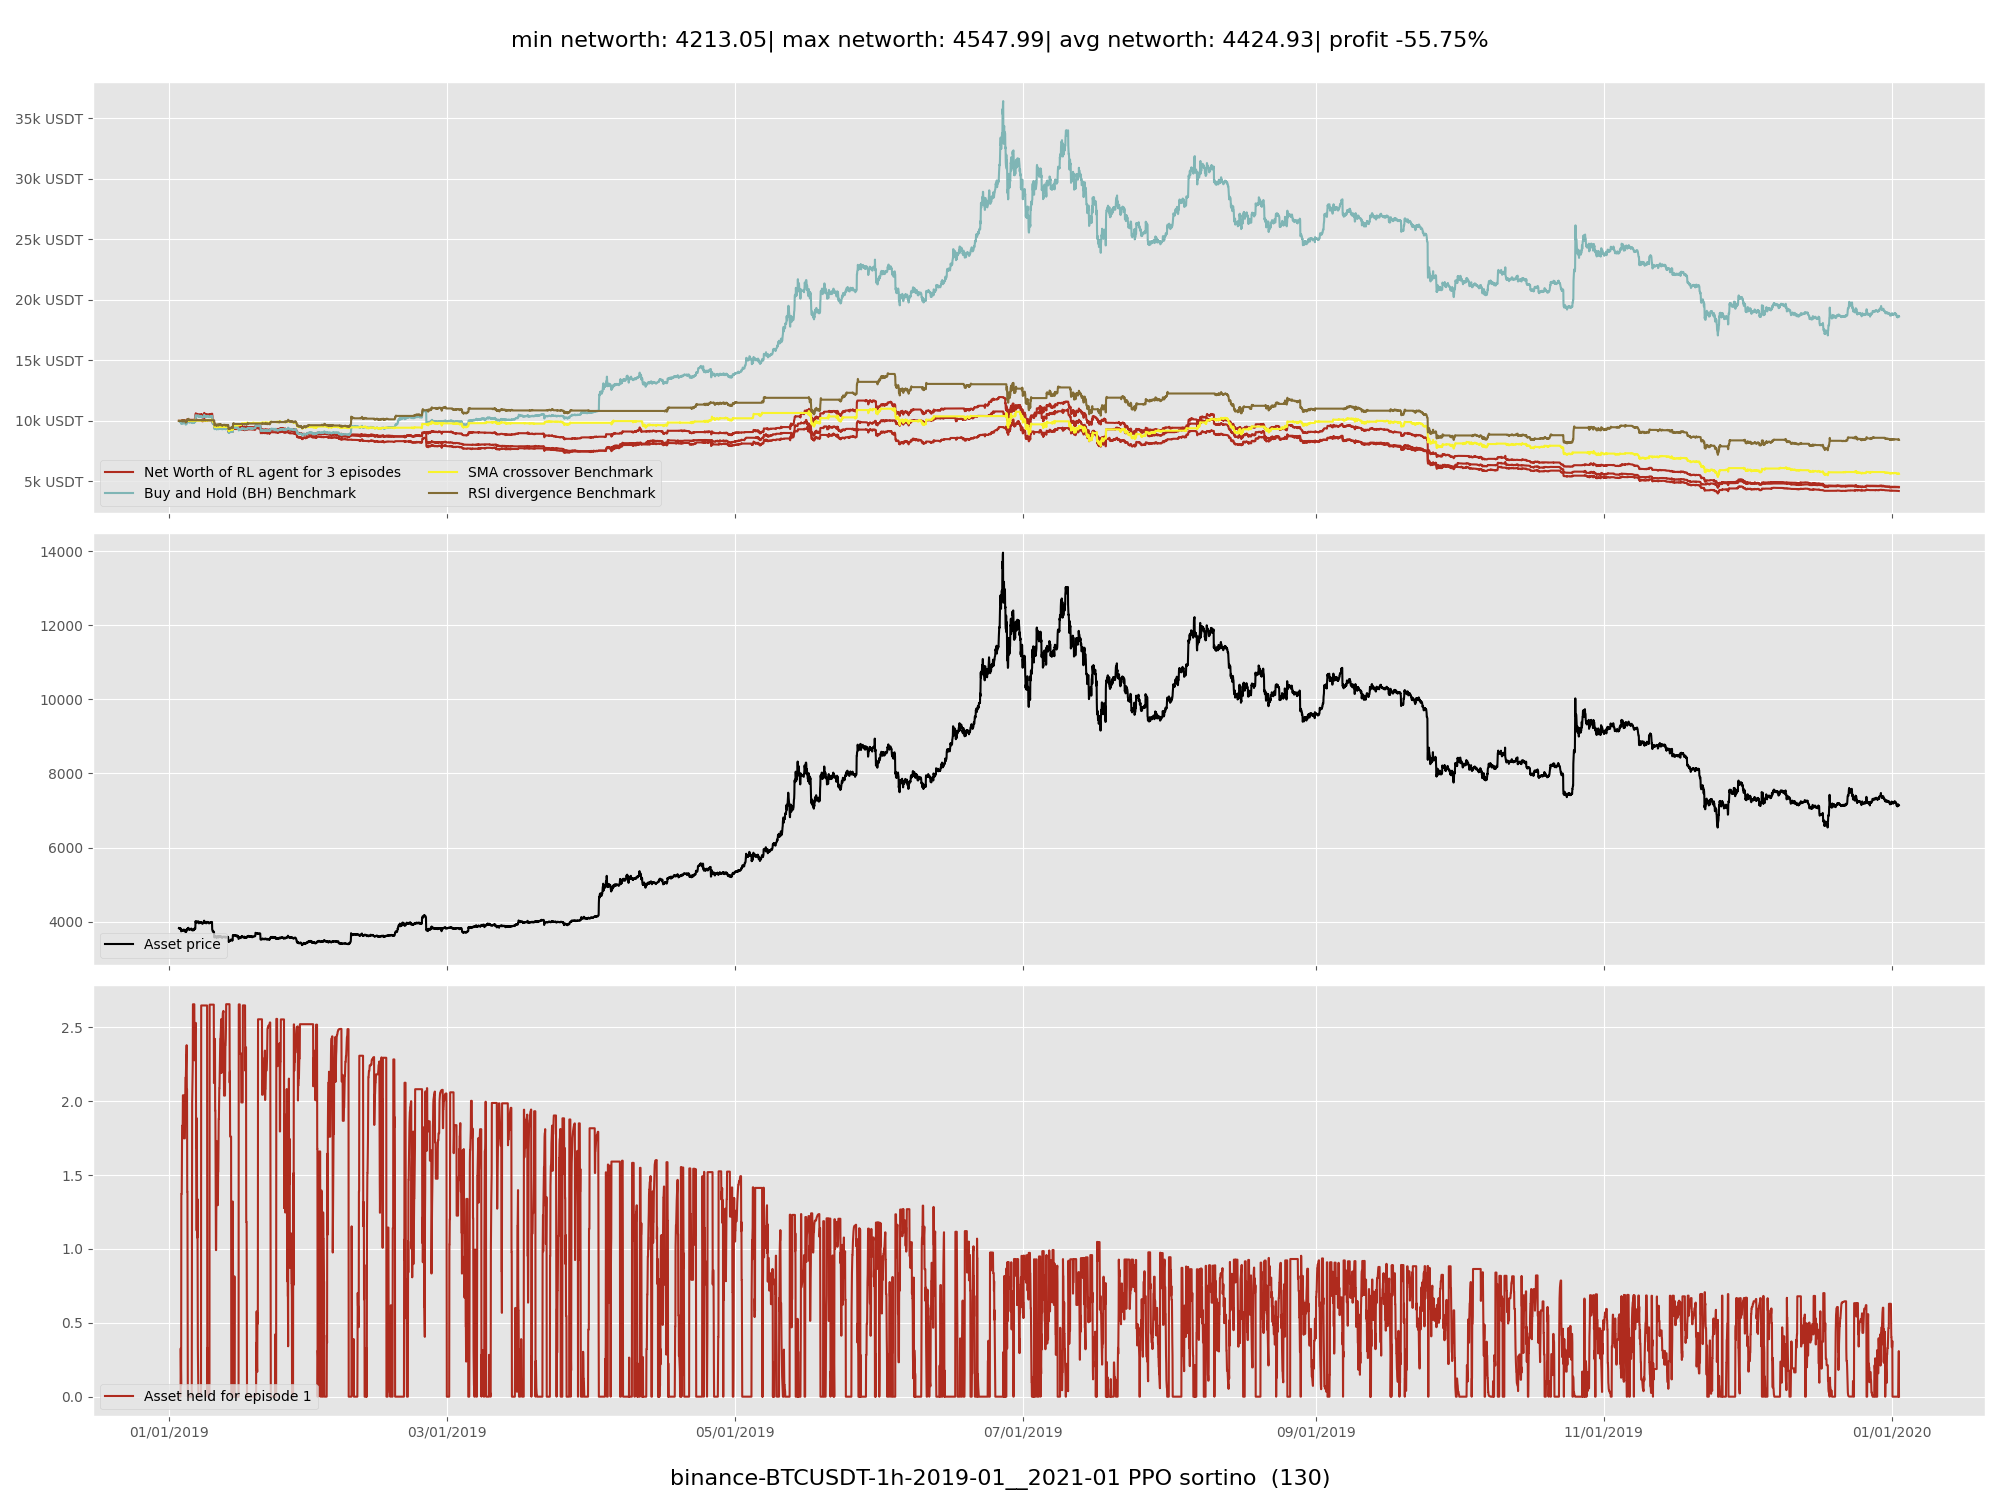 min networth: 4213.05| max networth: 4547.99| avg networth: 4424.93| profit -55.75%
35k USDT
30k USDT
25k USDT
20k USDT
15k USDT
10k USDT
5k USDT
Net Worth of RL agent for 3 episodes
Buy and Hold (BH) Benchmark
SMA crossover Benchmark
RSI divergence Benchmark
14000
12000
10000
8000
6000
4000
Asset price
2.5
2.0
1.5
1.0
0.5
0.0
Asset held for episode 1
01/01/2019 03/01/2019 05/01/2019 07/01/2019 09/01/2019 11/01/2019 01/01/2020
binance-BTCUSDT-1h-2019-01__2021-01 PPO sortino (130)